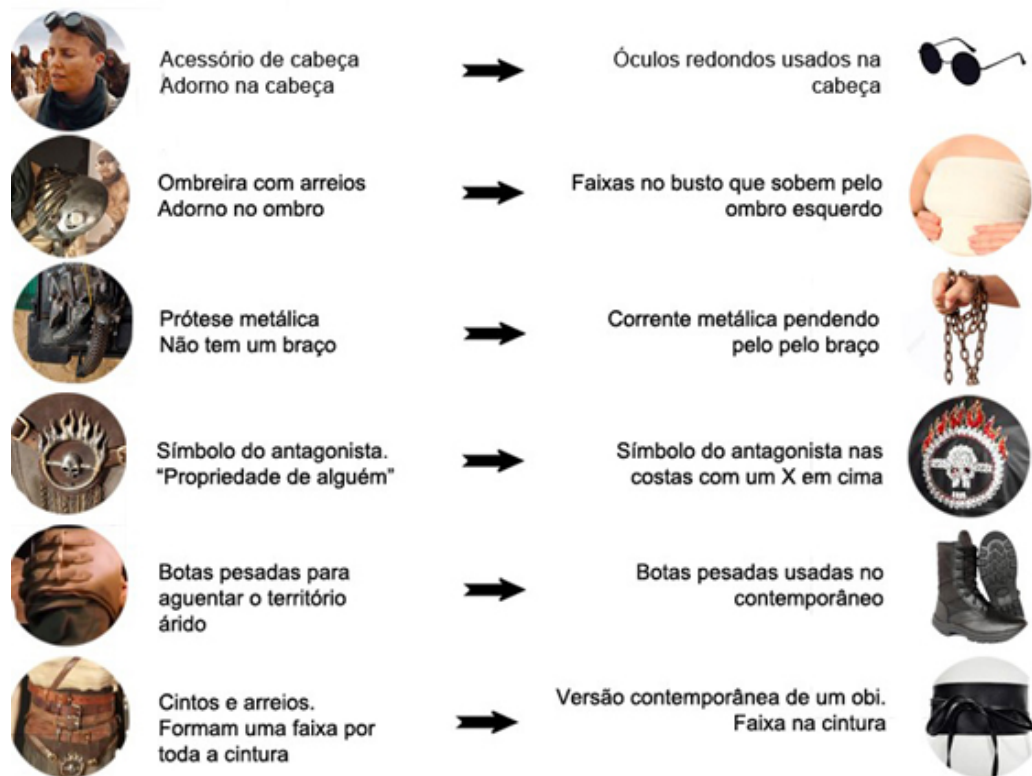 Acessório de cabeça
Adorno na cabeça
Óculos redondos usados na
cabeça
Ombreira com arreios
Adorno no ombro
Faixas no busto que sobem pelo
ombro esquerdo
Prótese metálica
Não tem um braço
Corrente metálica pendendo
pelo pelo braço
Símbolo do antagonista.
“Propriedade de alguém”
Símbolo do antagonista nas
costas com um X em cima
Botas pesadas para
aguentar o território
árido
Botas pesadas usadas no
contemporâneo
Cintos e arreios.
Formam uma faixa por
toda a cintura
Versão contemporânea de um obi.
Faixa na cintura